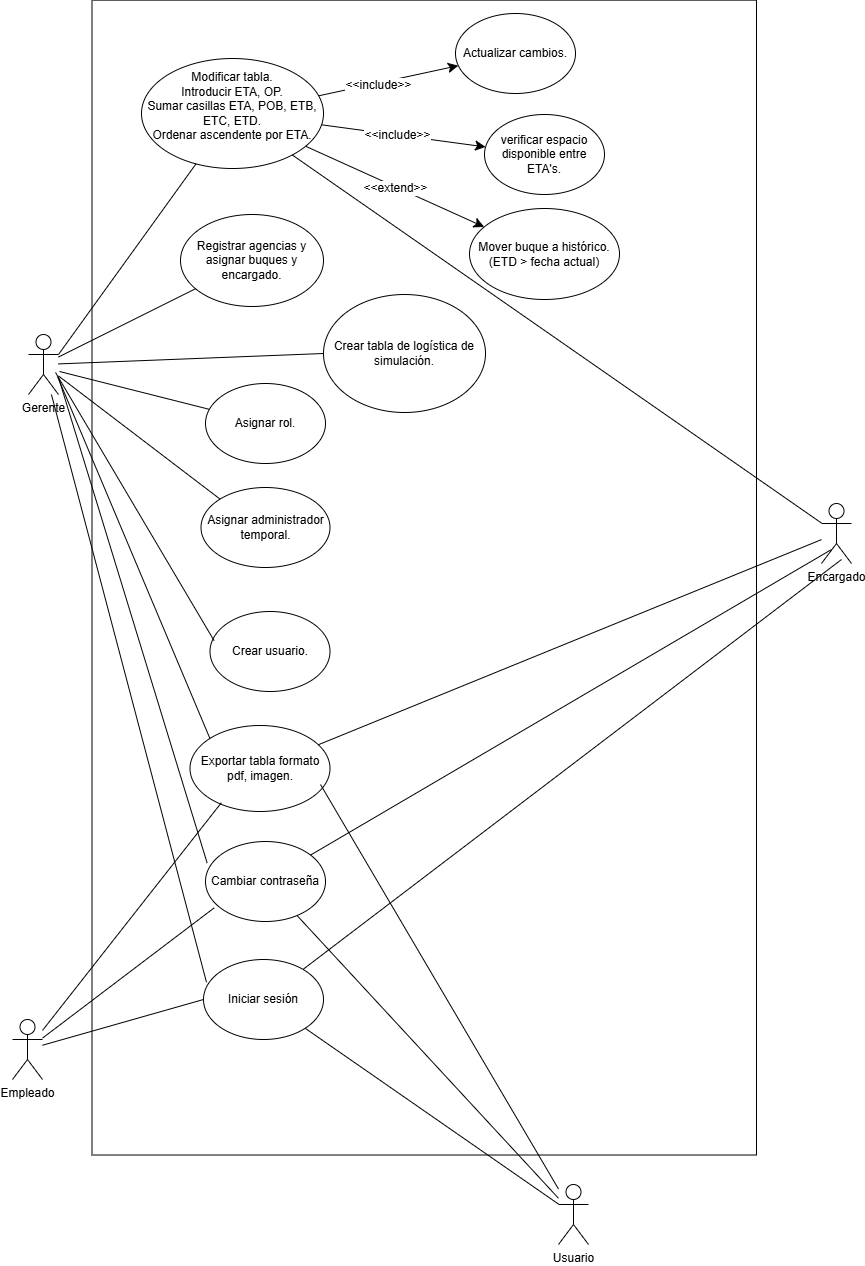 Actualizar cambios.
Modificar tabla.
Introducir ETA, OP.
Sumar casillas ETA, POB, ETB,
ETC, ETD.
Ordenar ascendente por ETA.
<<include>>
<<include>>
verificar espacio
disponible entre
ETA's.
<<extend>>
Mover buque a histórico.
(ETD > fecha actual)
Registrar agencias y
asignar buques y
encargado.
Crear tabla de logística de
simulación.
Gerente
Asignar rol.
Asignar administrador
temporal.
Encargado
Crear usuario.
Exportar tabla formato
pdf, imagen.
Cambiar contraseña
Iniciar sesión
Empleado
Usuario